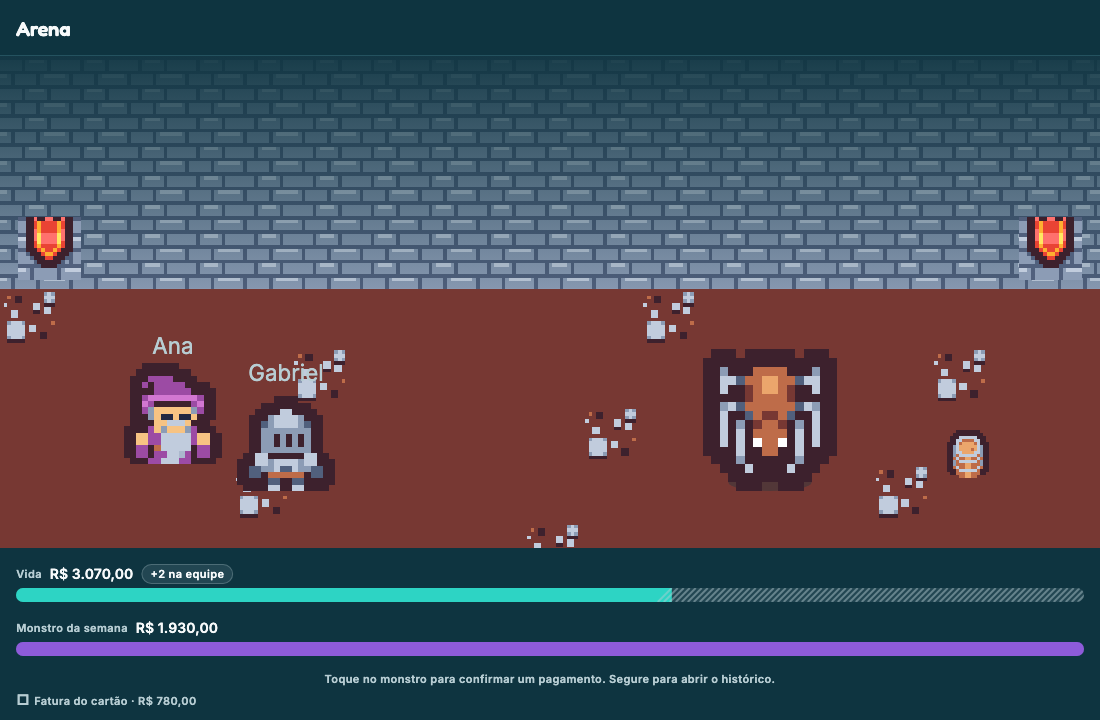 Arena
Ana
Gabriel
Vida R$ 3.070,00 +2 na equipe
Monstro da semana R$ 1.930,00
Toque no monstro para confirmar um pagamento. Segure para abrir o histórico.
Fatura do cartão · R$ 780,00